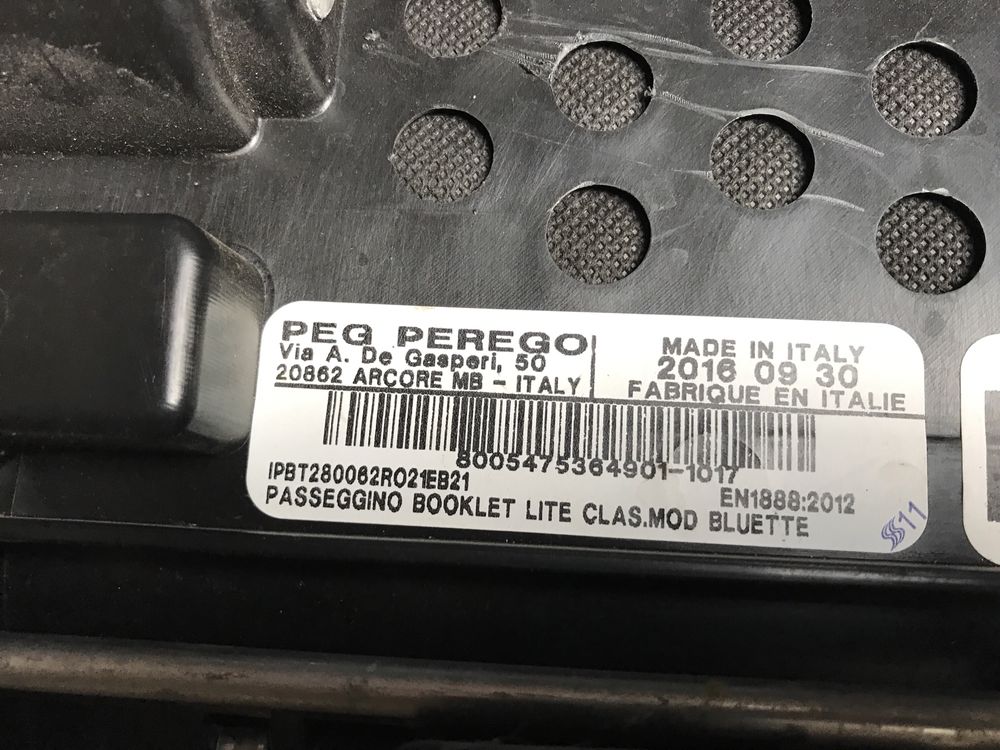 PEG PEREGO
Via A. De Gasperi, 50
20862 ARCORE MB - ITALY
MADE IN ITALY
2016 09 30
FABRIQUE EN ITALIE
8005475364901-1017
IPBT280062RO21EB21
EN1888:2012
PASSEGGINO BOOKLET LITE CLAS.MOD BLUETTE
11